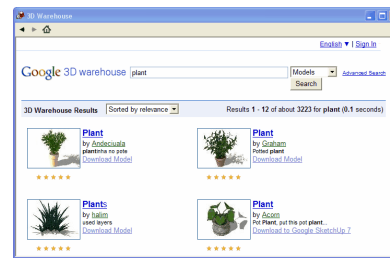 3D Warehouse
English ▼ | Sign In
Google 3D warehouse plant Models Advanced Search
Search
3D Warehouse Results Sorted by relevance Results 1 - 12 of about 3223 for plant (0.1 seconds)
Plant
by Andeciuala
plantinha no pote
Download Model
Plant
by Graham
Potted plant
Download Model
Plants
by halim
used layers
Download Model
Plant
by Acorn
Pot Plant, put this pot plant...
Download to Google SketchUp 7